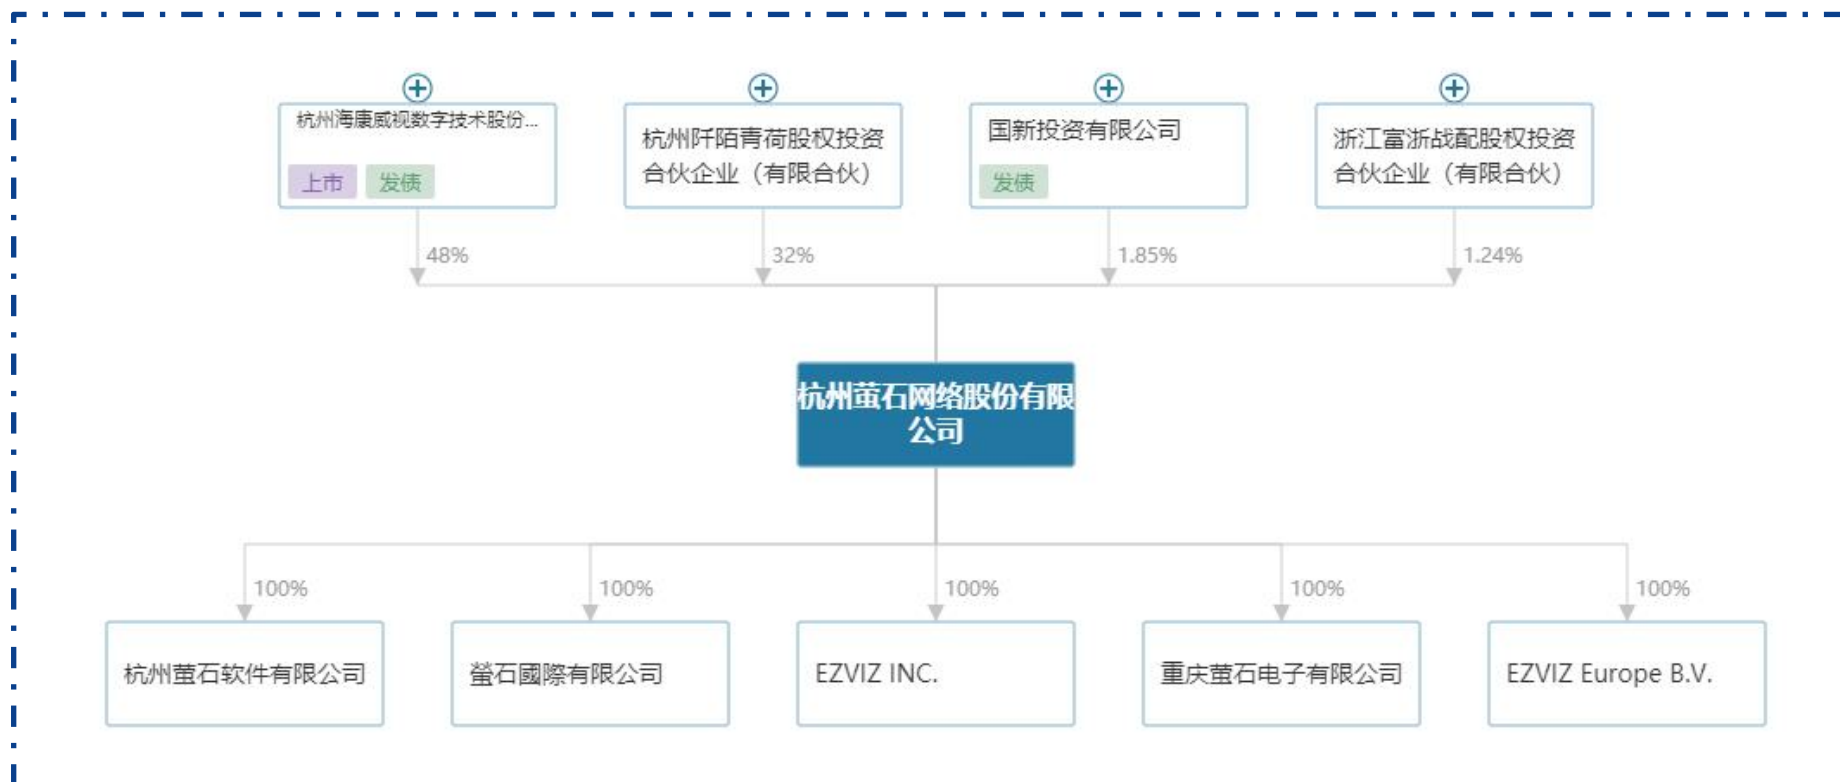 杭州海康威视数字技术股份...
上市 发债
杭州阡陌青荷股权投资
合伙企业（有限合伙）
国新投资有限公司
发债
浙江富浙战配股权投资
合伙企业（有限合伙）
48%
32%
1.85%
1.24%
杭州萤石网络股份有限
公司
100%
100%
100%
100%
100%
杭州萤石软件有限公司
螢石國際有限公司
EZVIZ INC.
重庆萤石电子有限公司
EZVIZ Europe B.V.